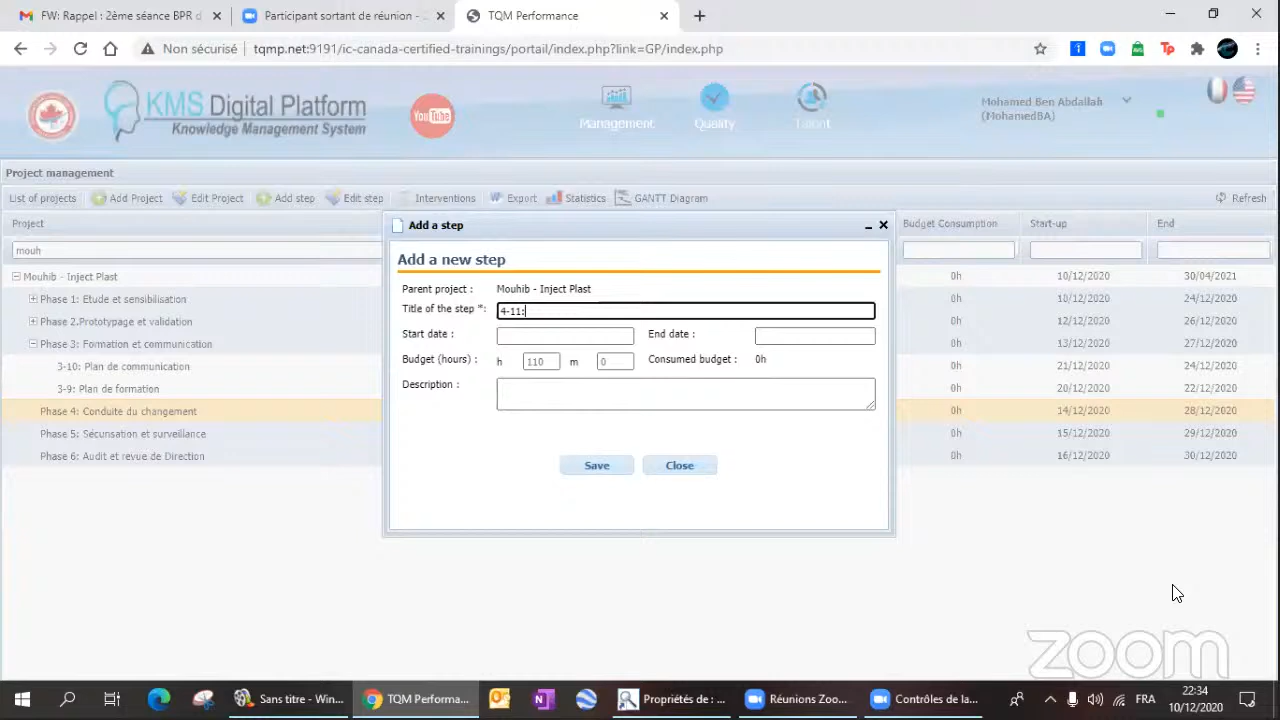 FW: Rappel : 2ème séance BPR d
Participant sortant de réunion -
TQM Performance
Non sécurisé
tqmp.net:9191/ic-canada-certified-trainings/portail/index.php?link=GP/index.php
KMS Digital Platform
Knowledge Management System
YouTube
Management
Quality
Talent
Mohamed Ben Abdallah
(MohamedBA)
Project management
List of projects
Add Project
Edit Project
Add step
Edit step
Interventions
Export
Statistics
GANTT Diagram
Refresh
Project
Budget Consumption
Start-up
End
mouh
Mouhib - Inject Plast
0h
10/12/2020
30/04/2021
Phase 1: Etude et sensibilisation
0h
10/12/2020
24/12/2020
Phase 2.Prototypage et validation
0h
12/12/2020
26/12/2020
Phase 3: Formation et communication
0h
13/12/2020
27/12/2020
3-10: Plan de communication
0h
21/12/2020
24/12/2020
3-9: Plan de formation
0h
20/12/2020
22/12/2020
Phase 4: Conduite du changement
0h
14/12/2020
28/12/2020
Phase 5: Sécurisation et surveillance
0h
15/12/2020
29/12/2020
Phase 6: Audit et revue de Direction
0h
16/12/2020
30/12/2020
Add a step
Add a new step
Parent project :
Mouhib - Inject Plast
Title of the step *:
4-11:
Start date :
End date :
Budget (hours) :
h
110
m
0
Consumed budget :
0h
Description :
Save
Close
zoom
Sans titre - Win...
TQM Performa...
Propriétés de : ...
Réunions Zoo...
Contrôles de la...
FRA
22:34
10/12/2020